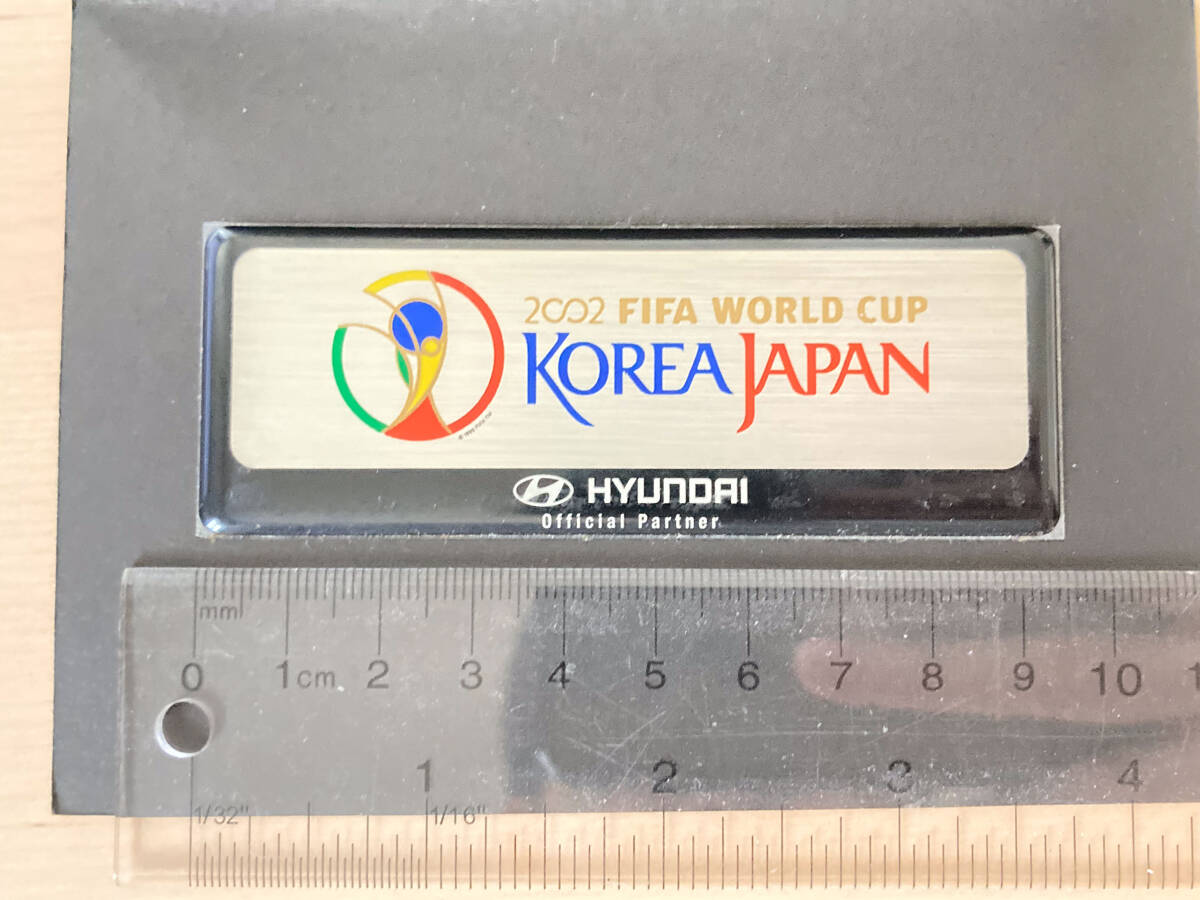 2002 FIFA WORLD CUP
KOREA JAPAN
HYUNDAI
Official Partner
mm
0 1cm 2 3 4 5 6 7 8 9 10
1 2 3 4
1/32" 1/16"